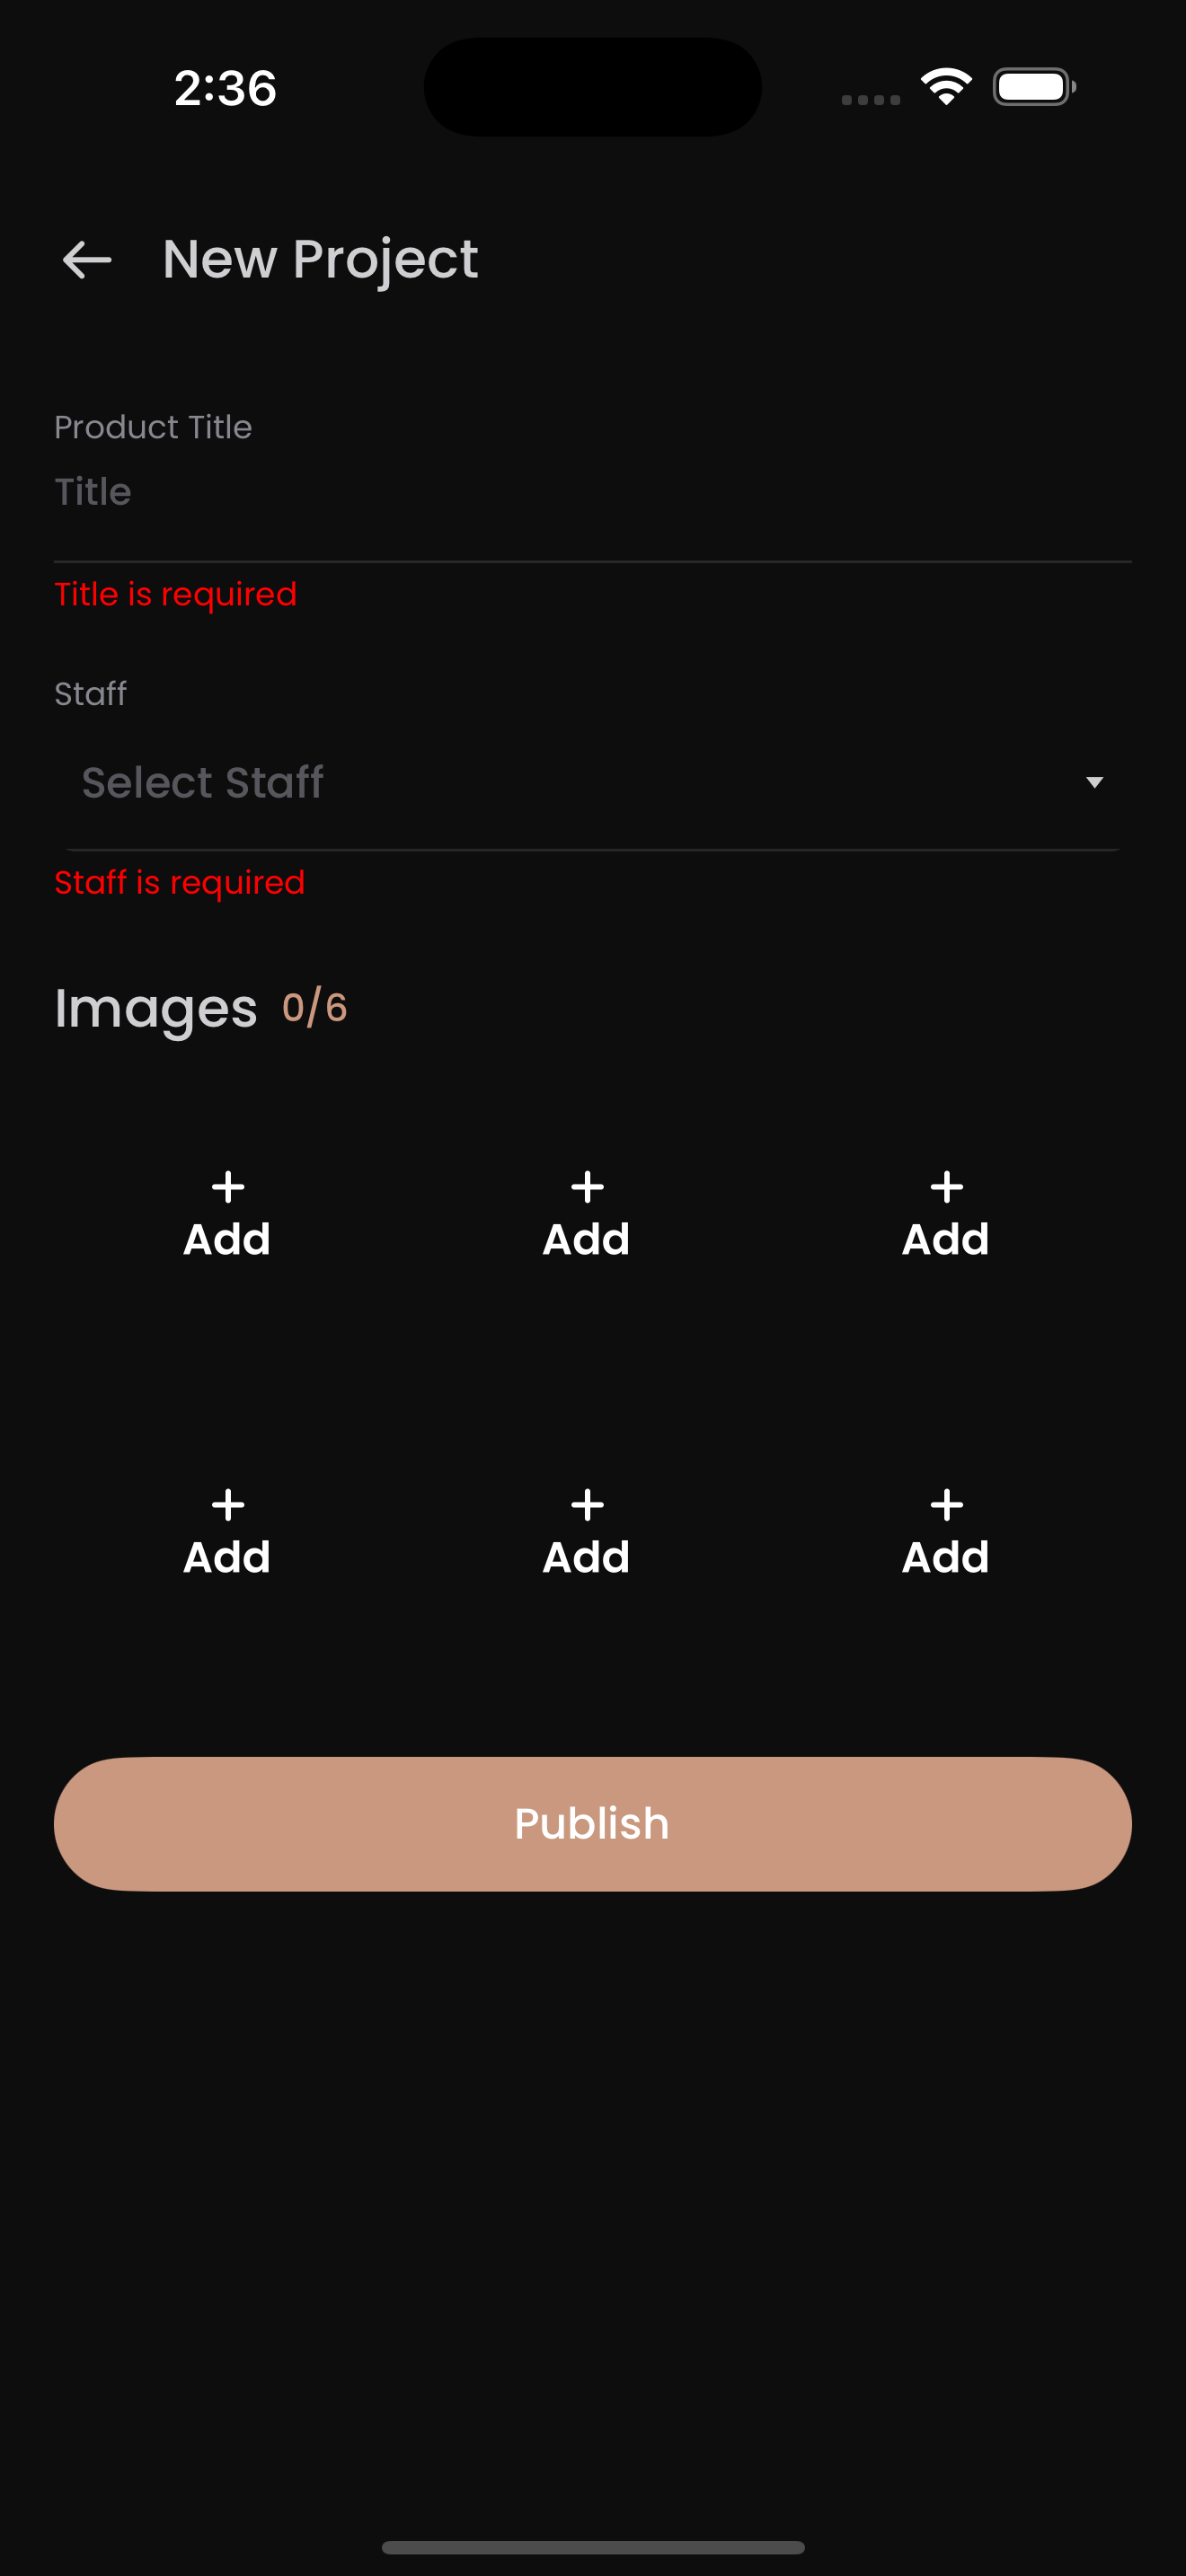 2:36
New Project
Product Title
Title
Title is required
Staff
Select Staff
Staff is required
Images 0/6
Add Add Add
Add Add Add
Publish